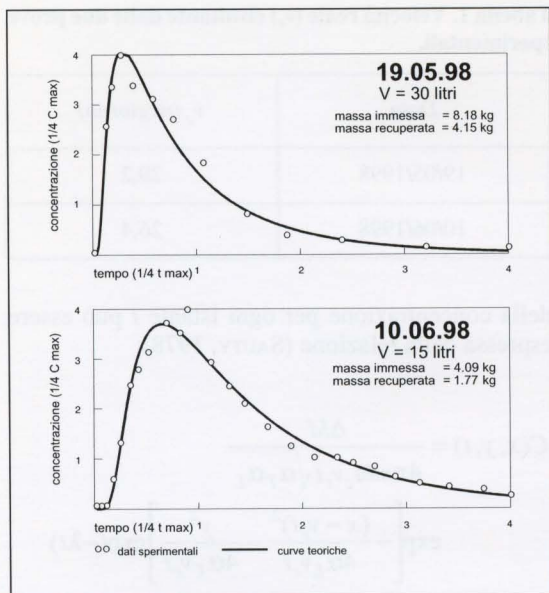 19.05.98
V = 30 litri
massa immessa = 8.18 kg
massa recuperata = 4.15 kg
concentrazione (1/4 C max)
4
3
2
1
tempo (1/4 t max) 1
2
3
4
10.06.98
V = 15 litri
massa immessa = 4.09 kg
massa recuperata = 1.77 kg
concentrazione (1/4 C max)
4
3
2
1
tempo (1/4 t max) 1
2
3
4
dati sperimentali
curve teoriche